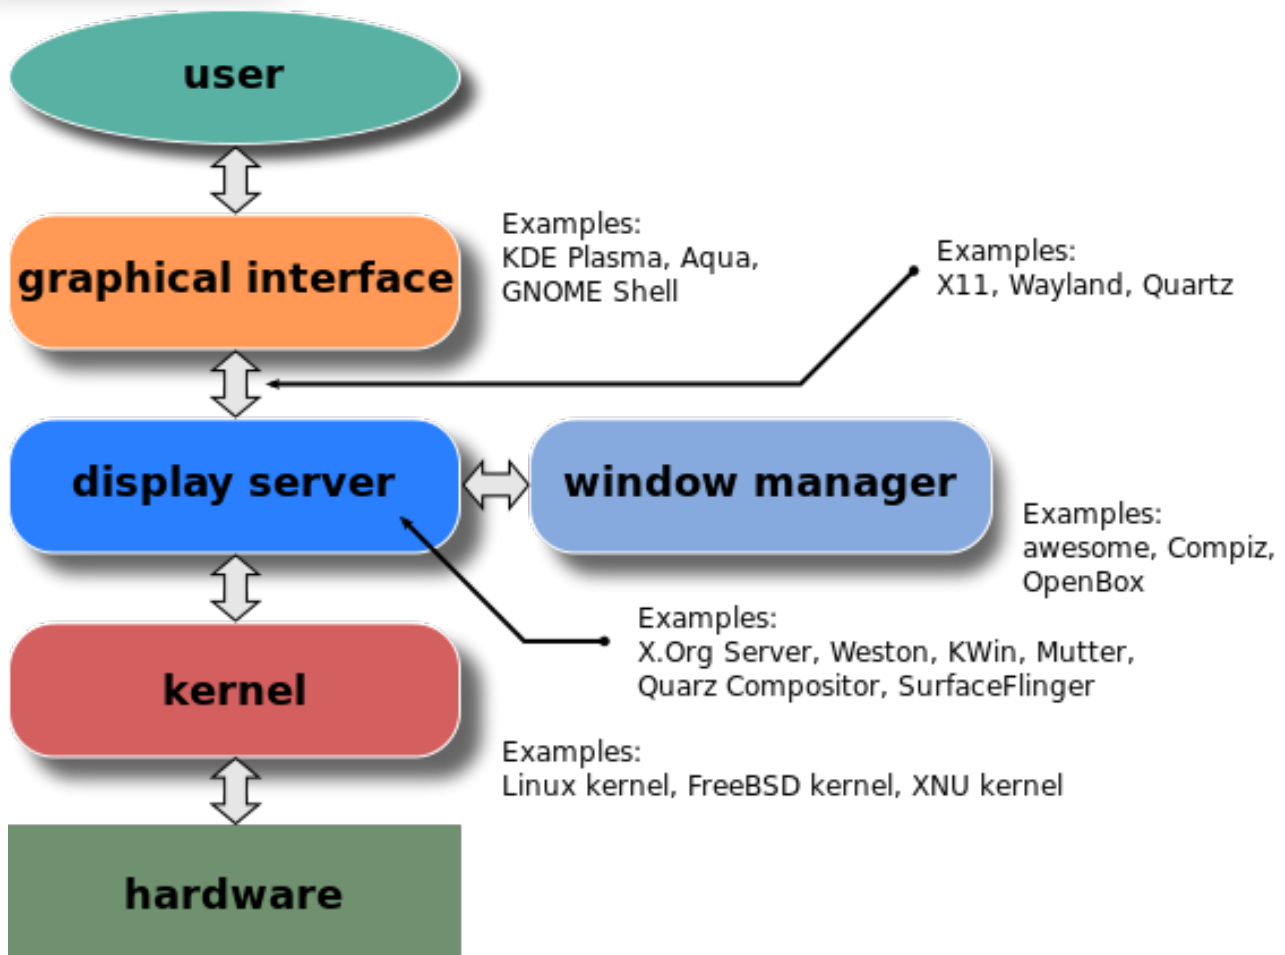 user
graphical interface
Examples:
KDE Plasma, Aqua,
GNOME Shell
Examples:
X11, Wayland, Quartz
display server
window manager
Examples:
awesome, Compiz,
OpenBox
Examples:
X.Org Server, Weston, KWin, Mutter,
Quarz Compositor, SurfaceFlinger
kernel
Examples:
Linux kernel, FreeBSD kernel, XNU kernel
hardware